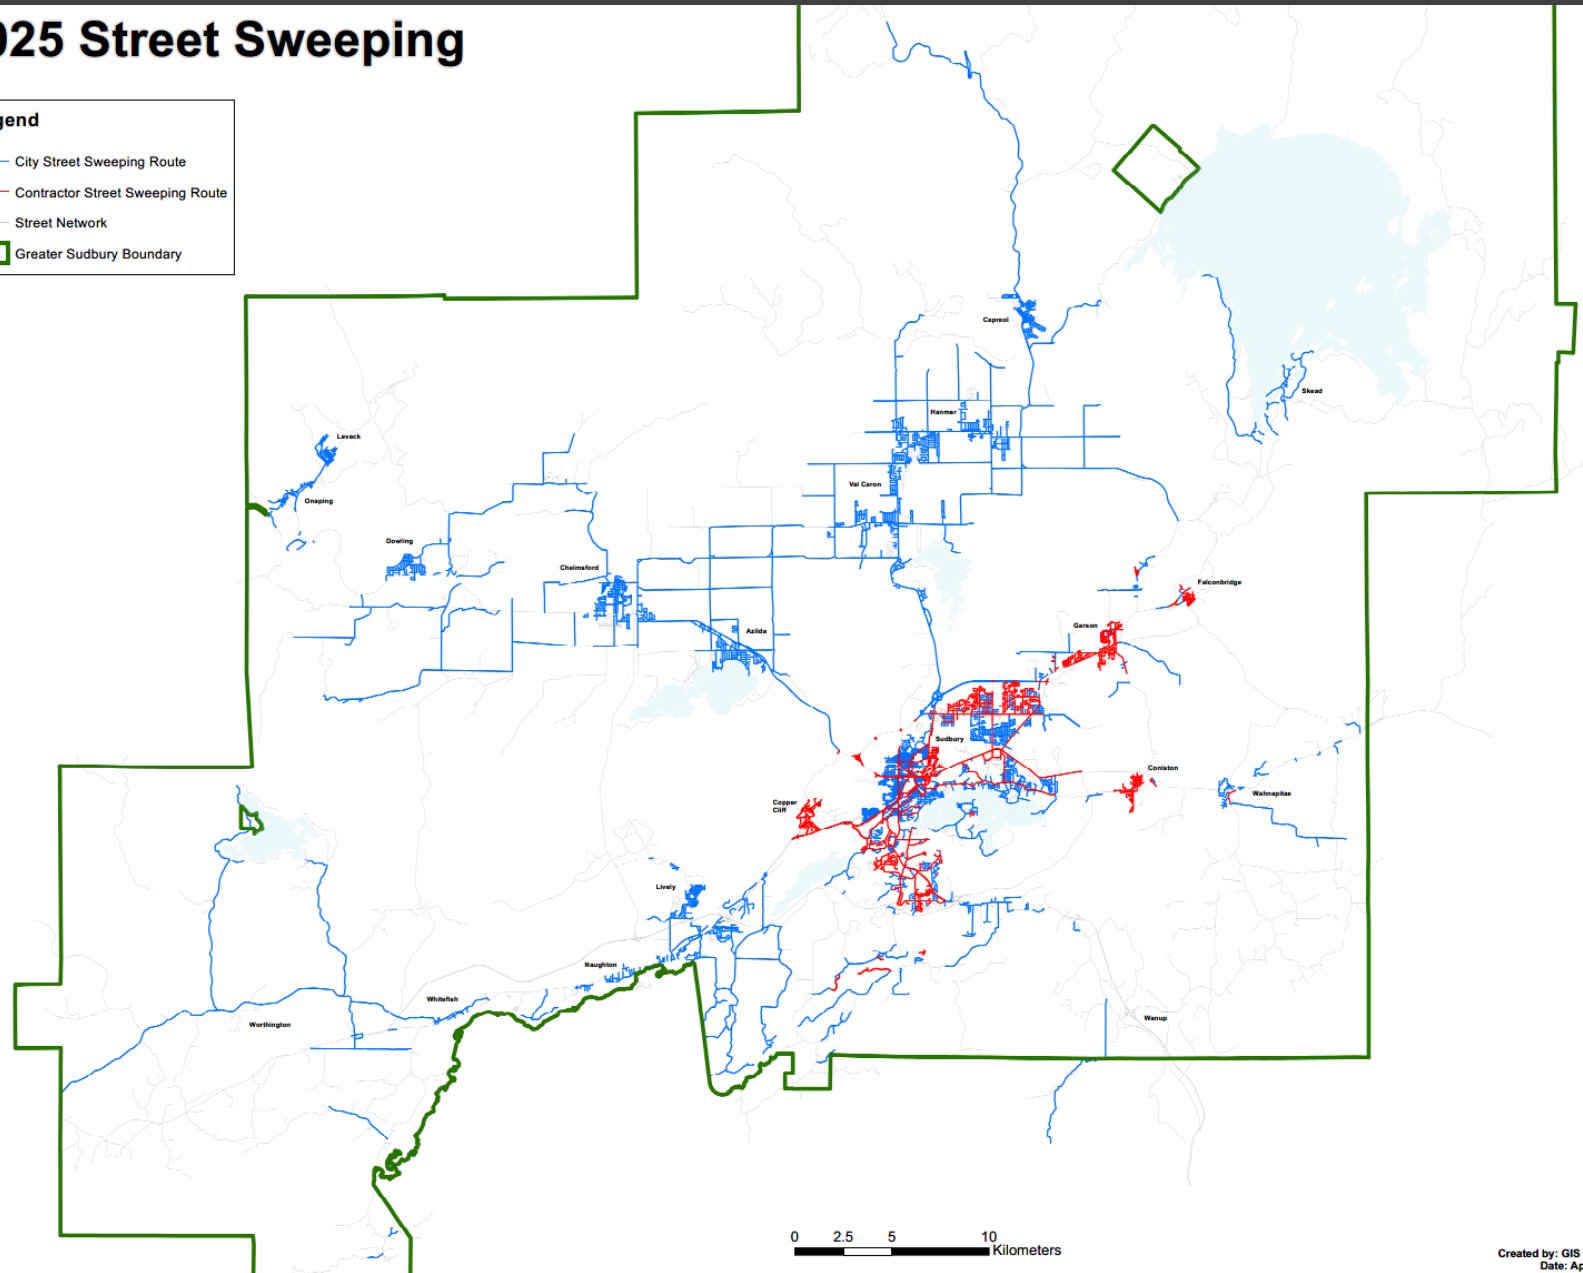 025 Street Sweeping
gend
City Street Sweeping Route
Contractor Street Sweeping Route
Street Network
Greater Sudbury Boundary
Capreol
Skead
Hanmer
Levack
Val Caron
Onaping
Dowling
Chelmsford
Falconbridge
Garson
Azilda
Sudbury
Coniston
Wahnapitae
Copper
Cliff
Lively
Naughton
Whitefish
Worthington
Wanup
0 2.5 5 10
Kilometers
Created by: GIS
Date: Ap